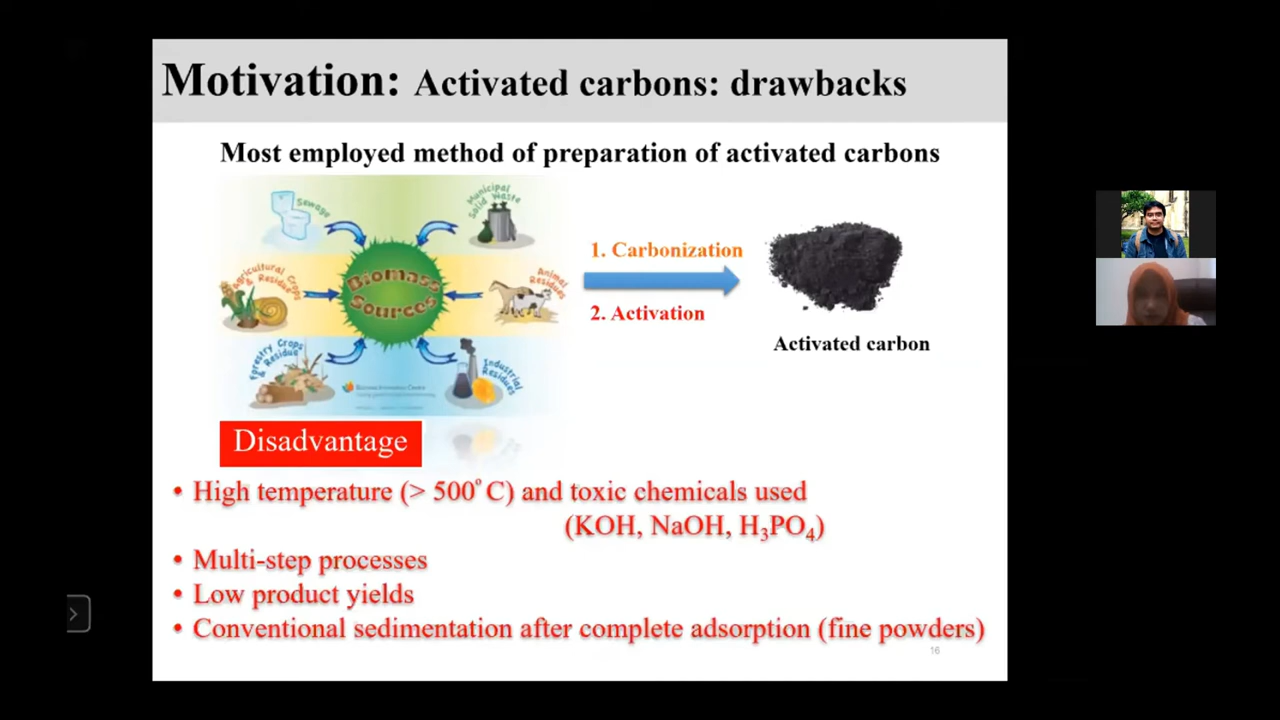 Motivation: Activated carbons: drawbacks
Most employed method of preparation of activated carbons
Sewage
Municipal
Solid Waste
Agricultural Crops
& Residues
Biomass
Sources
Animal
Residues
Forestry Crops
& Residue
Industrial
Residues
1. Carbonization
2. Activation
Activated carbon
Disadvantage
• High temperature (> 500° C) and toxic chemicals used
(KOH, NaOH, H₃PO₄)
• Multi-step processes
• Low product yields
• Conventional sedimentation after complete adsorption (fine powders)
16